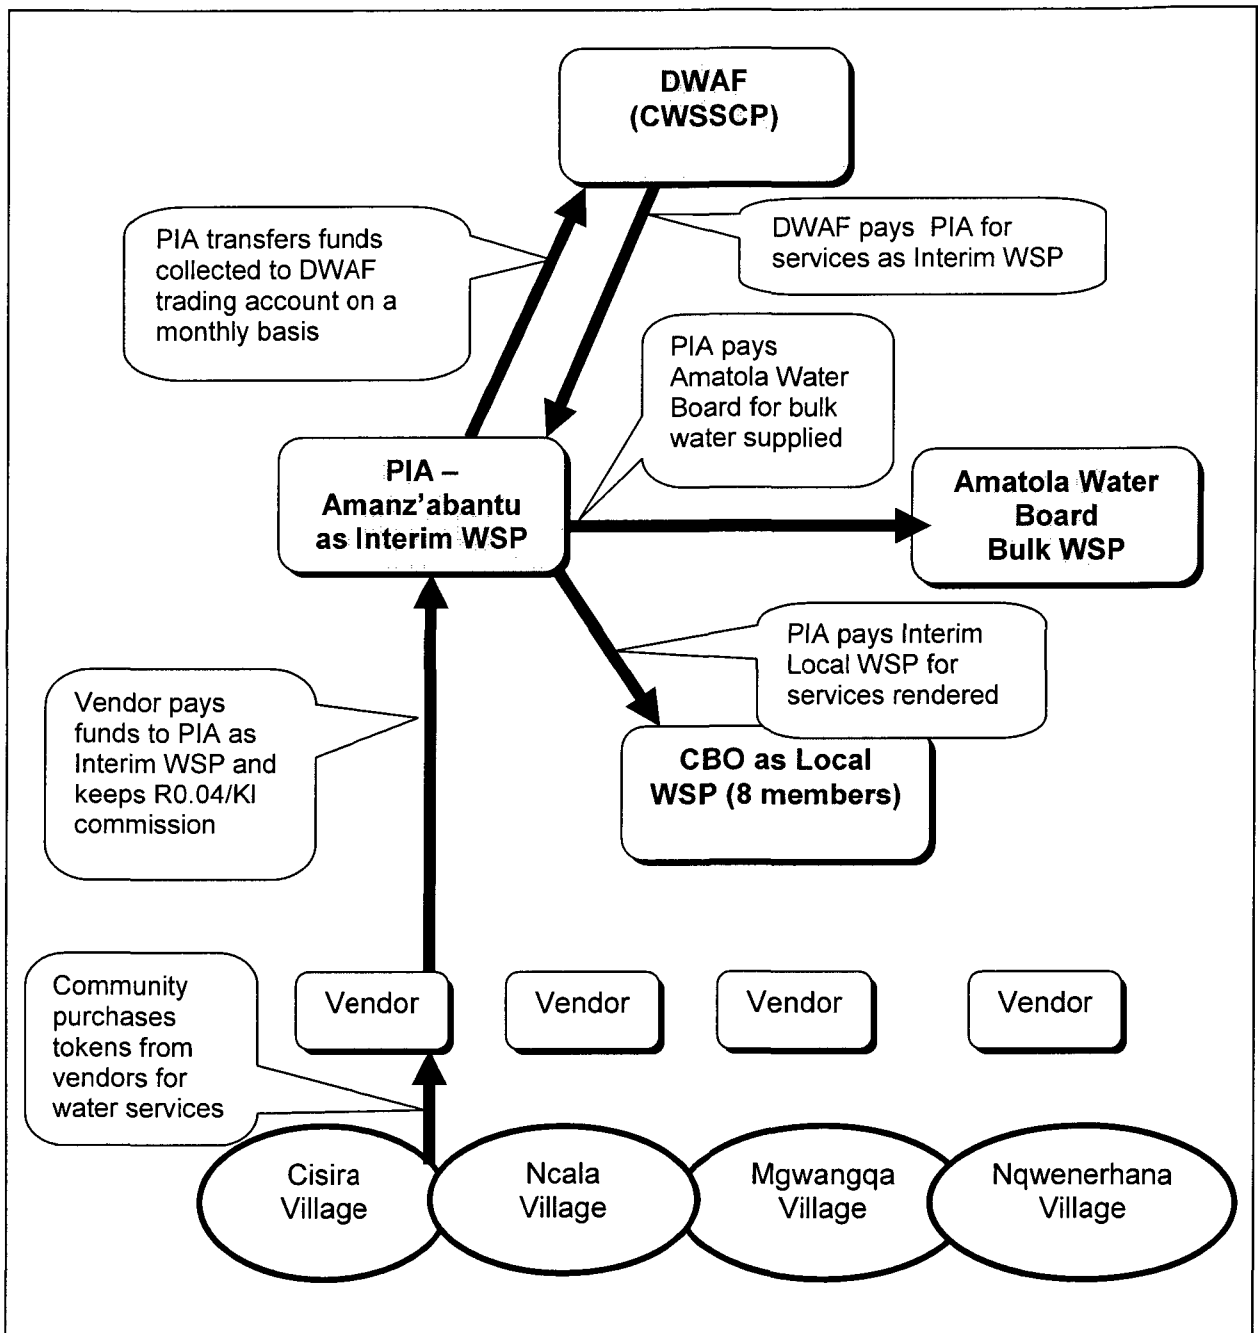 DWAF
(CWSSCP)
PIA transfers funds
collected to DWAF
trading account on a
monthly basis
DWAF pays PIA for
services as Interim WSP
PIA pays
Amatola Water
Board for bulk
water supplied
PIA –
Amanz'abantu
as Interim WSP
Amatola Water
Board
Bulk WSP
PIA pays Interim
Local WSP for
services rendered
Vendor pays
funds to PIA as
Interim WSP and
keeps R0.04/Kl
commission
CBO as Local
WSP (8 members)
Community
purchases
tokens from
vendors for
water services
Vendor
Vendor
Vendor
Vendor
Cisira
Village
Ncala
Village
Mgwangqa
Village
Nqwenerhana
Village